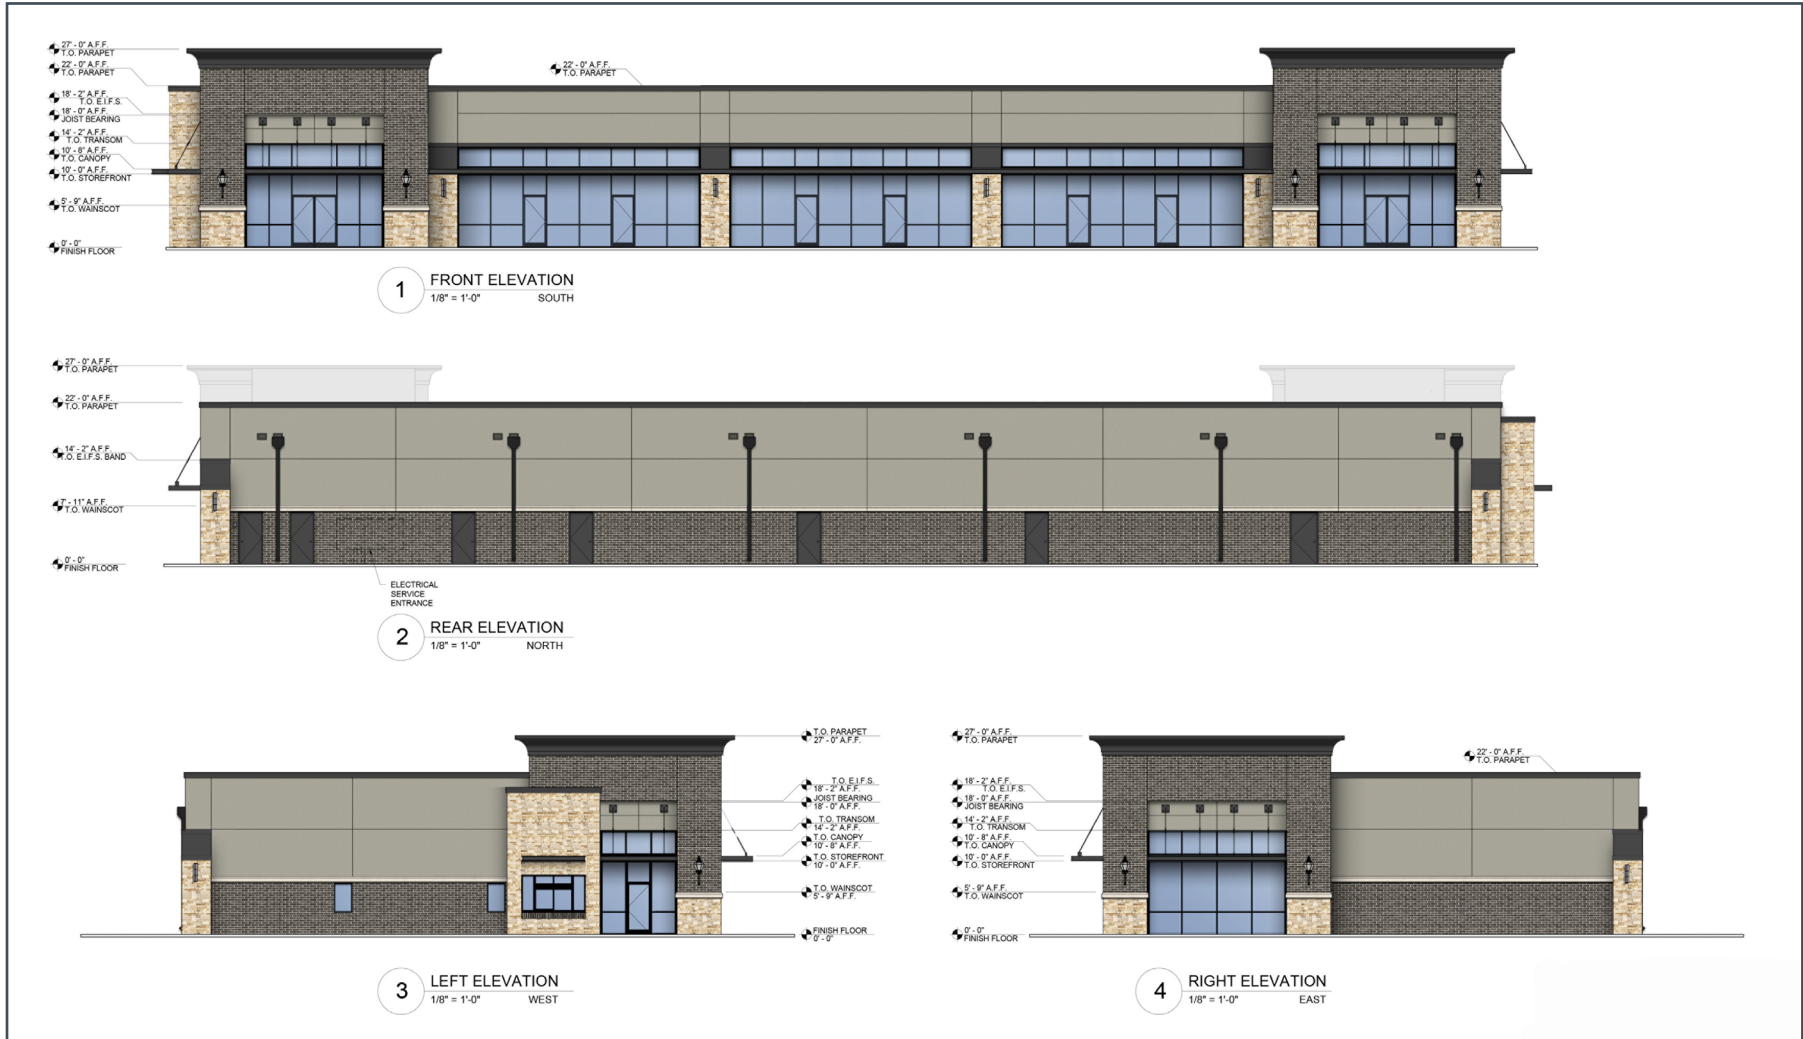 27' - 0" A.F.F.
T.O. PARAPET
22' - 0" A.F.F.
T.O. PARAPET
18' - 2" A.F.F.
T.O. E.I.F.S.
18' - 0" A.F.F.
JOIST BEARING
14' - 2" A.F.F.
T.O. TRANSOM
10' - 8" A.F.F.
T.O. CANOPY
10' - 0" A.F.F.
T.O. STOREFRONT
5' - 9" A.F.F.
T.O. WAINSCOT
0' - 0"
FINISH FLOOR
22' - 0" A.F.F.
T.O. PARAPET
1
FRONT ELEVATION
1/8" = 1'-0" SOUTH
27' - 0" A.F.F.
T.O. PARAPET
22' - 0" A.F.F.
T.O. PARAPET
14' - 2" A.F.F.
T.O. E.I.F.S. BAND
7' - 11" A.F.F.
T.O. WAINSCOT
0' - 0"
FINISH FLOOR
ELECTRICAL
SERVICE
ENTRANCE
2
REAR ELEVATION
1/8" = 1'-0" NORTH
T.O. PARAPET
27' - 0" A.F.F.
T.O. E.I.F.S.
18' - 2" A.F.F.
JOIST BEARING
18' - 0" A.F.F.
T.O. TRANSOM
14' - 2" A.F.F.
T.O. CANOPY
10' - 8" A.F.F.
T.O. STOREFRONT
10' - 0" A.F.F.
T.O. WAINSCOT
5' - 9" A.F.F.
FINISH FLOOR
0' - 0"
3
LEFT ELEVATION
1/8" = 1'-0" WEST
27' - 0" A.F.F.
T.O. PARAPET
18' - 2" A.F.F.
T.O. E.I.F.S.
18' - 0" A.F.F.
JOIST BEARING
14' - 2" A.F.F.
T.O. TRANSOM
10' - 8" A.F.F.
T.O. CANOPY
10' - 0" A.F.F.
T.O. STOREFRONT
5' - 9" A.F.F.
T.O. WAINSCOT
0' - 0"
FINISH FLOOR
22' - 0" A.F.F.
T.O. PARAPET
4
RIGHT ELEVATION
1/8" = 1'-0" EAST